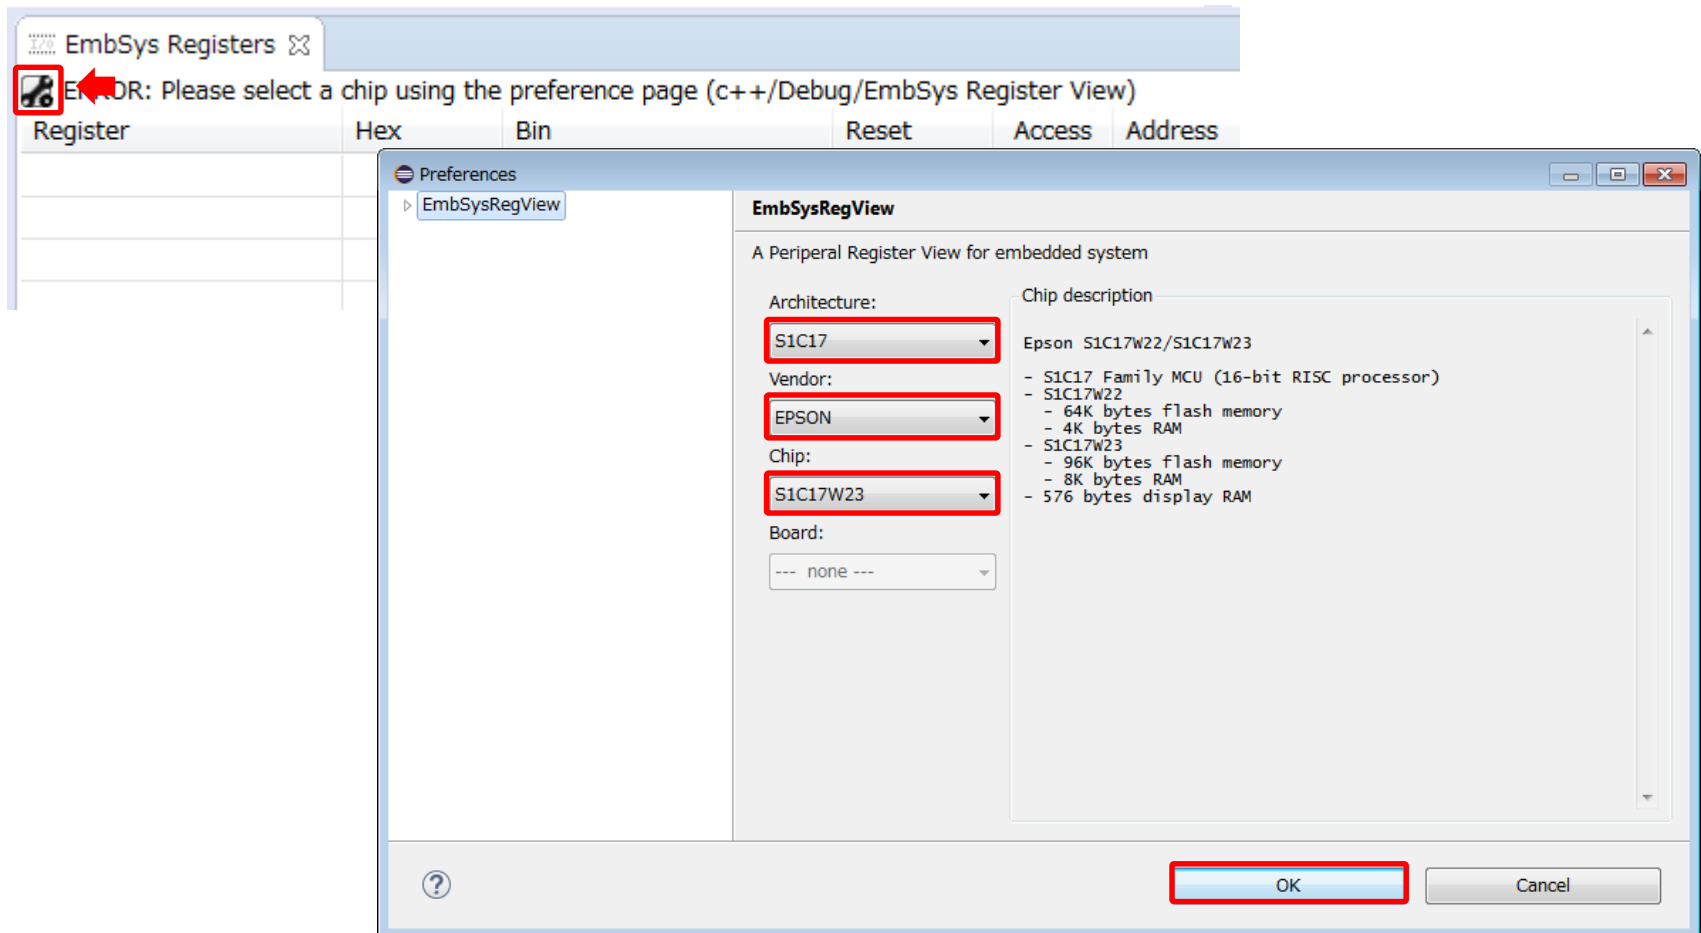 EmbSys Registers
ERROR: Please select a chip using the preference page (c++/Debug/EmbSys Register View)
Register Hex Bin Reset Access Address
Preferences
EmbSysRegView
EmbSysRegView
A Periperal Register View for embedded system
Architecture:
S1C17
Vendor:
EPSON
Chip:
S1C17W23
Board:
--- none ---
Chip description
Epson S1C17W22/S1C17W23
- S1C17 Family MCU (16-bit RISC processor)
- S1C17W22
- 64K bytes flash memory
- 4K bytes RAM
- S1C17W23
- 96K bytes flash memory
- 8K bytes RAM
- 576 bytes display RAM
OK Cancel